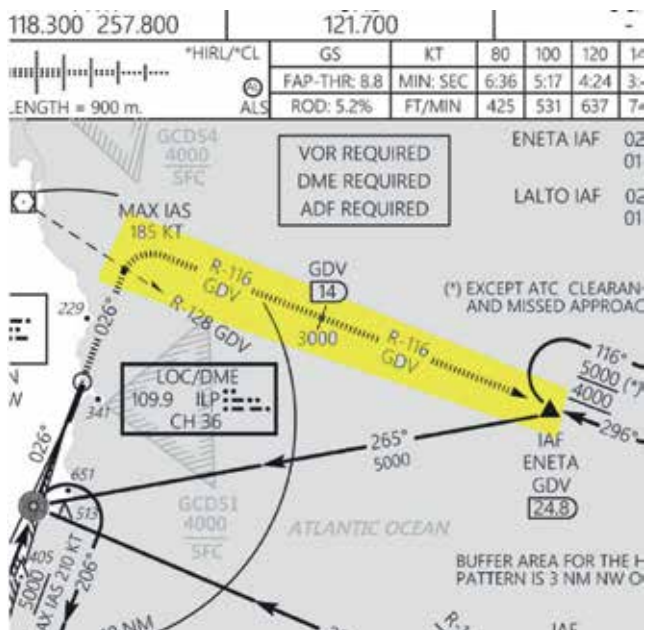 118.300 257.800
121.700
*HIRL/*CL
GS KT 80 100 120
FAP-THR: 8.8 MIN: SEC 6:36 5:17 4:24
LENGTH = 900 m.
ALS
ROD: 5.2% FT/MIN 425 531 637
GCD54
4000
SFC
VOR REQUIRED
DME REQUIRED
ADF REQUIRED
ENETA IAF 02
01
LALTO IAF 02
01
MAX IAS
185 KT
R-116
GDV
GDV
14
3000
R-116
GDV
R-128 GDV
(*) EXCEPT ATC CLEARAN
AND MISSED APPROAC
229
026°
LOC/DME
109.9 ILP
CH 36
341
116°
5000 (*)
4000
296°
265°
5000
IAF
ENETA
GDV
24.8
026°
651
513
GCD51
4000
SFC
ATLANTIC OCEAN
405
5000
MAX IAS 210 KT
206°
BUFFER AREA FOR THE H
PATTERN IS 3 NM NW O
NM
IAF